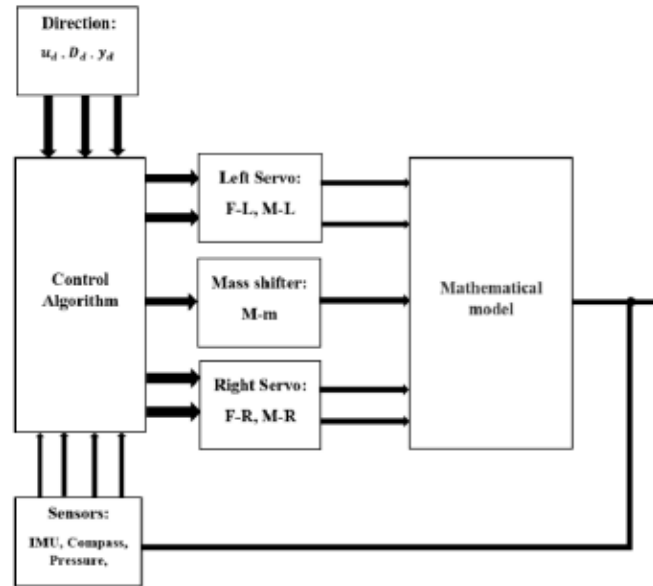 Direction:
u_d . D_d . y_d
Left Servo:
F-L, M-L
Control
Algorithm
Mass shifter:
M-m
Mathematical
model
Right Servo:
F-R, M-R
Sensors:
IMU, Compass,
Pressure,